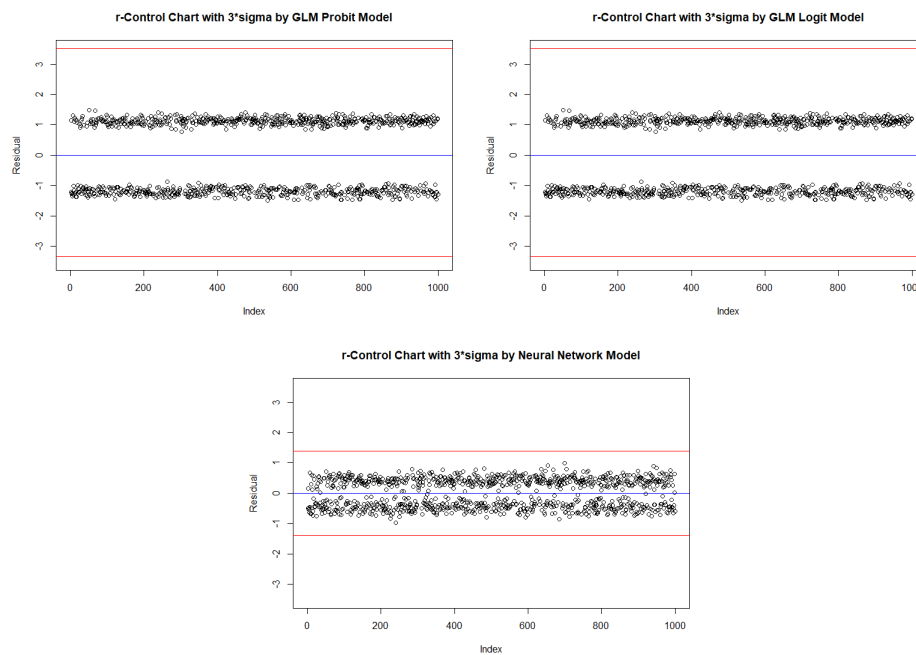 r-Control Chart with 3*sigma by GLM Probit Model
3
2
1
0
-1
-2
-3
Residual
0 200 400 600 800 1000
Index
r-Control Chart with 3*sigma by GLM Logit Model
3
2
1
0
-1
-2
-3
Residual
0 200 400 600 800 100
Index
r-Control Chart with 3*sigma by Neural Network Model
3
2
1
0
-1
-2
-3
Residual
0 200 400 600 800 1000
Index